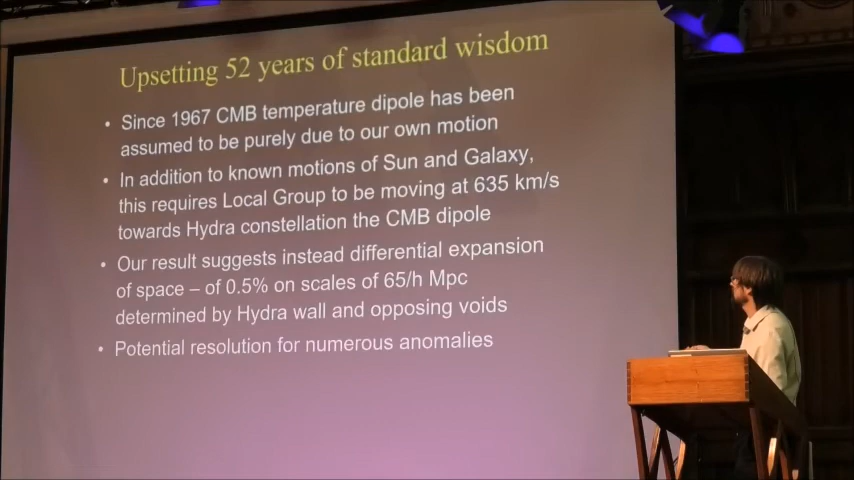 Upsetting 52 years of standard wisdom
• Since 1967 CMB temperature dipole has been
assumed to be purely due to our own motion
• In addition to known motions of Sun and Galaxy,
this requires Local Group to be moving at 635 km/s
towards Hydra constellation the CMB dipole
• Our result suggests instead differential expansion
of space – of 0.5% on scales of 65/h Mpc
determined by Hydra wall and opposing voids
• Potential resolution for numerous anomalies